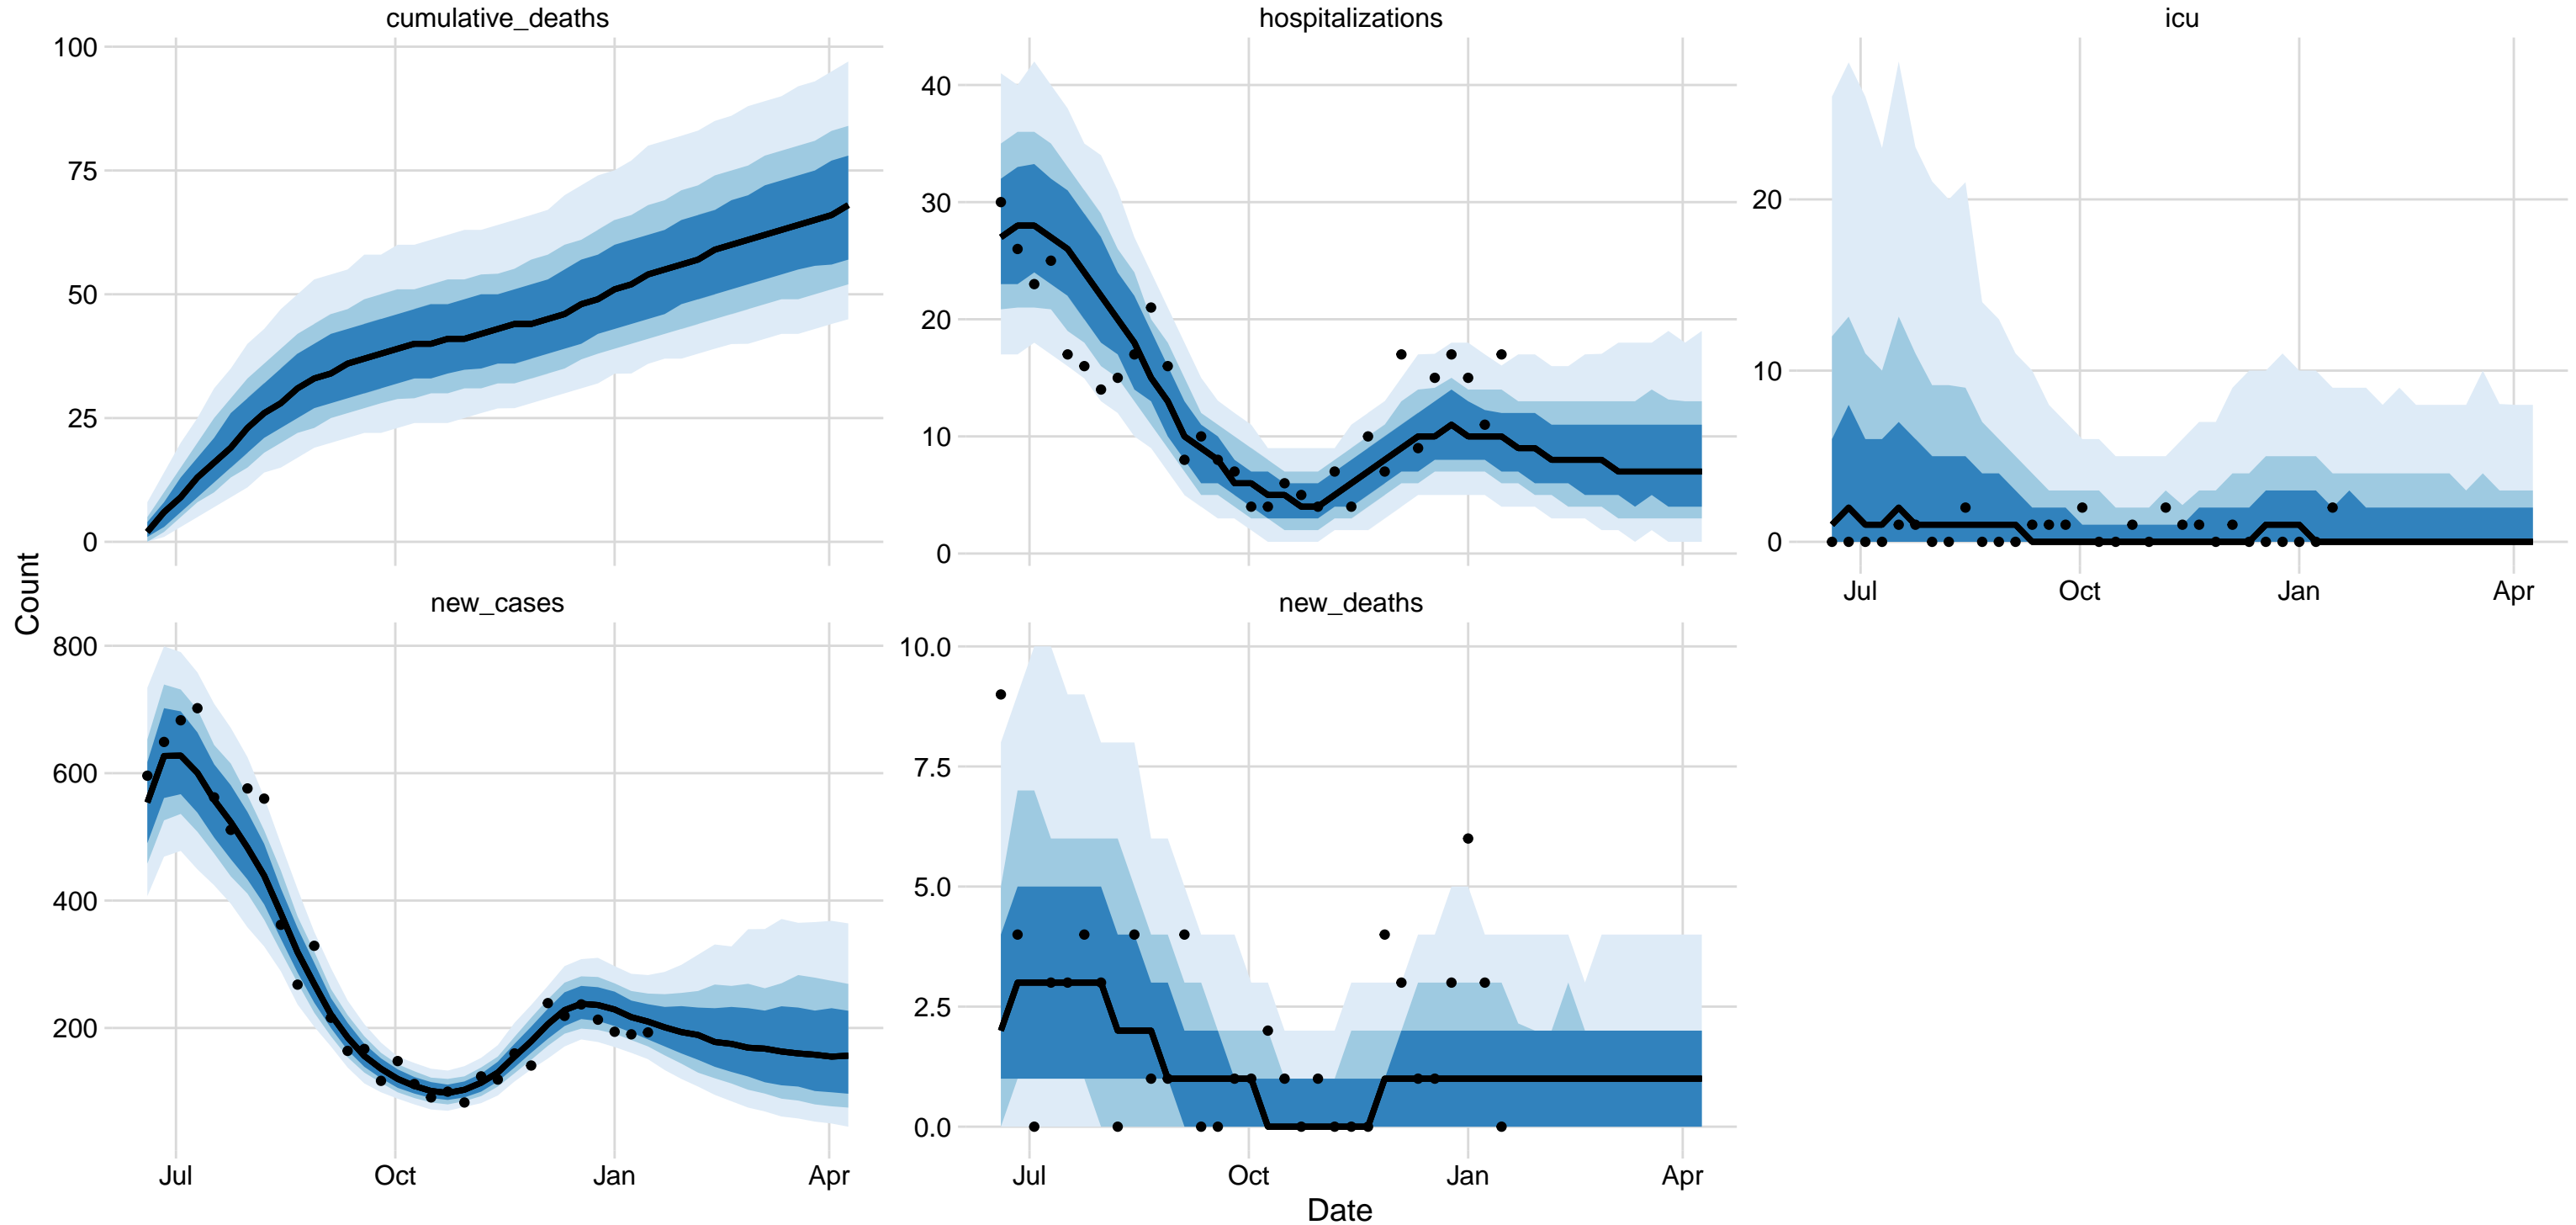 cumulative_deaths
hospitalizations
icu
100
75
50
25
0
40
30
20
10
0
20
10
0
Jul
Oct
Jan
Apr
Count
new_cases
new_deaths
800
600
400
200
10.0
7.5
5.0
2.5
0.0
Jul
Oct
Jan
Apr
Jul
Oct
Jan
Apr
Date